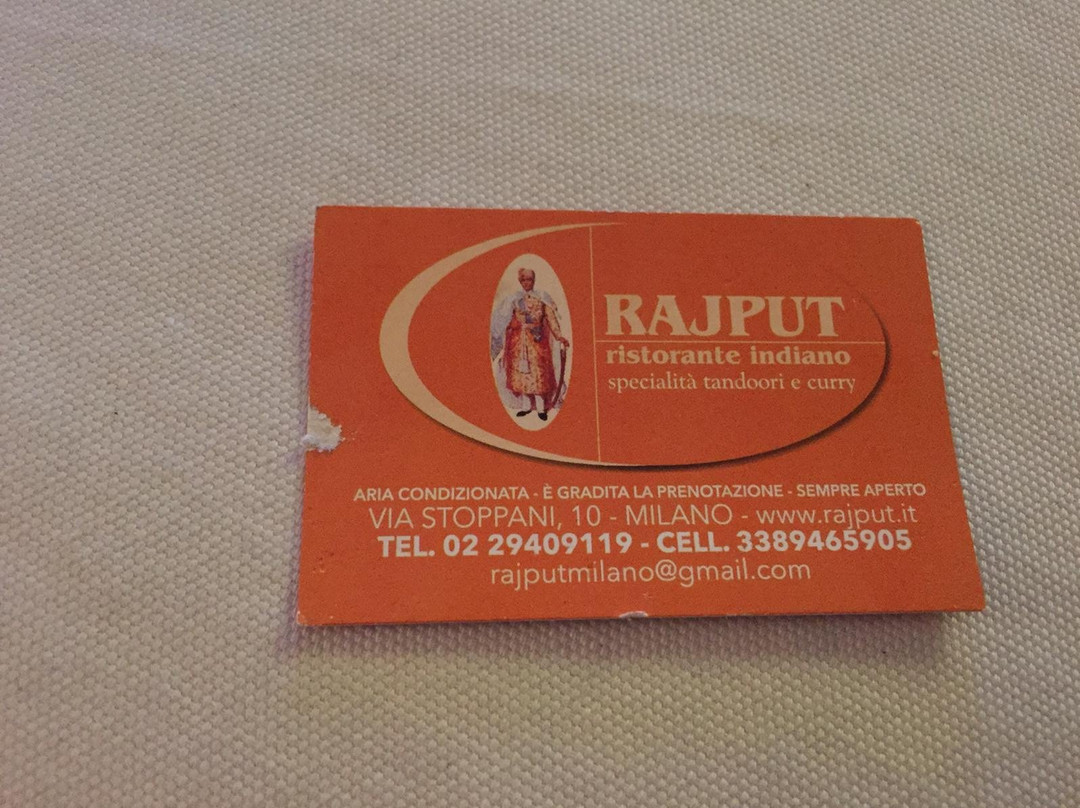 RAJPUT
ristorante indiano
specialità tandoori e curry
ARIA CONDIZIONATA - È GRADITA LA PRENOTAZIONE - SEMPRE APERTO
VIA STOPPANI, 10 - MILANO - www.rajput.it
TEL. 02 29409119 - CELL. 3389465905
rajputmilano@gmail.com